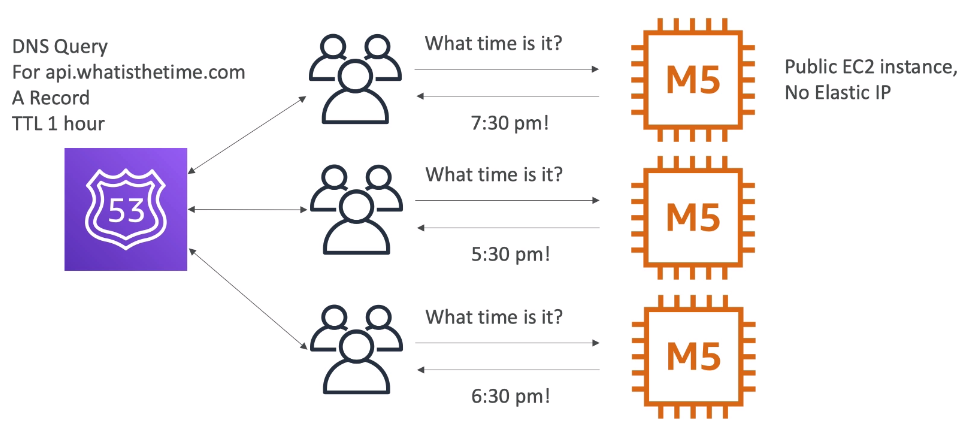 DNS Query
For api.whatisthetime.com
A Record
TTL 1 hour
53
What time is it?
7:30 pm!
M5
Public EC2 instance,
No Elastic IP
What time is it?
5:30 pm!
M5
What time is it?
6:30 pm!
M5